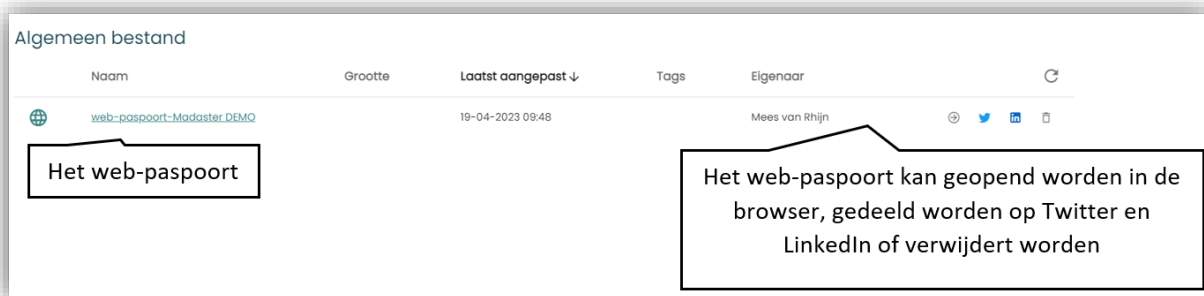 Algemeen bestand
Naam Grootte Laatst aangepast ↓ Tags Eigenaar
web-paspoort-Madaster DEMO 19-04-2023 09:48 Mees van Rhijn
Het web-paspoort
Het web-paspoort kan geopend worden in de
browser, gedeeld worden op Twitter en
LinkedIn of verwijdert worden